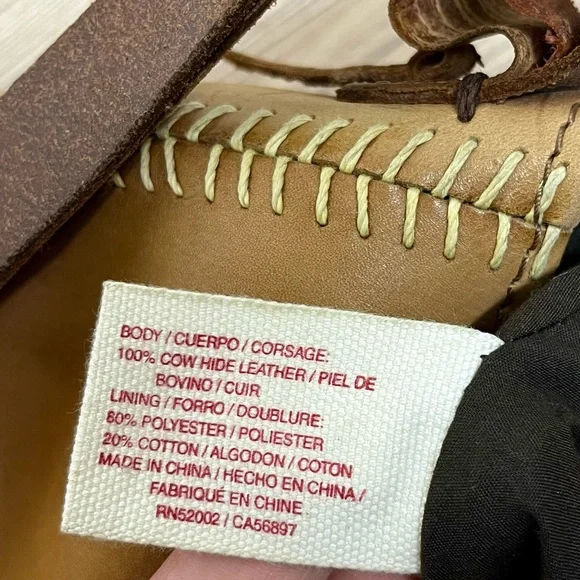 BODY / CUERPO / CORSAGE:
100% COW HIDE LEATHER / PIEL DE
BOVINO / CUIR
LINING / FORRO / DOUBLURE:
80% POLYESTER / POLIESTER
20% COTTON / ALGODON / COTON
MADE IN CHINA / HECHO EN CHINA /
FABRIQUÉ EN CHINE
RN52002 / CA56897